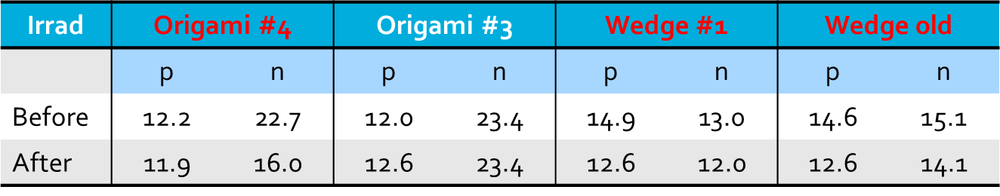 Irrad Origami #4 Origami #3 Wedge #1 Wedge old
p n p n p n p n
Before 12.2 22.7 12.0 23.4 14.9 13.0 14.6 15.1
After 11.9 16.0 12.6 23.4 12.6 12.0 12.6 14.1